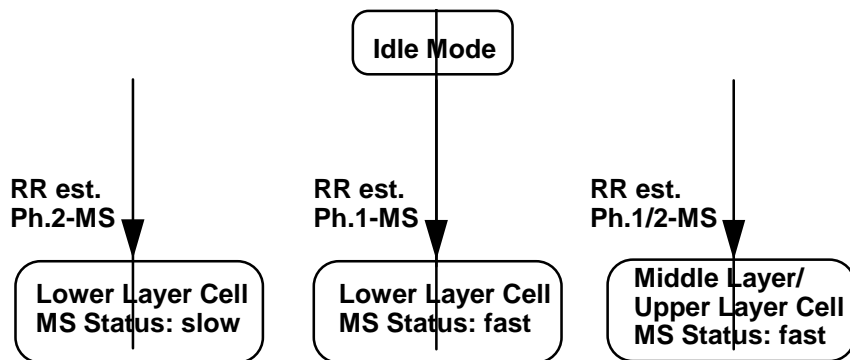 Idle Mode
RR est.
Ph.2-MS
RR est.
Ph.1-MS
RR est.
Ph.1/2-MS
Lower Layer Cell
MS Status: slow
Lower Layer Cell
MS Status: fast
Middle Layer/
Upper Layer Cell
MS Status: fast